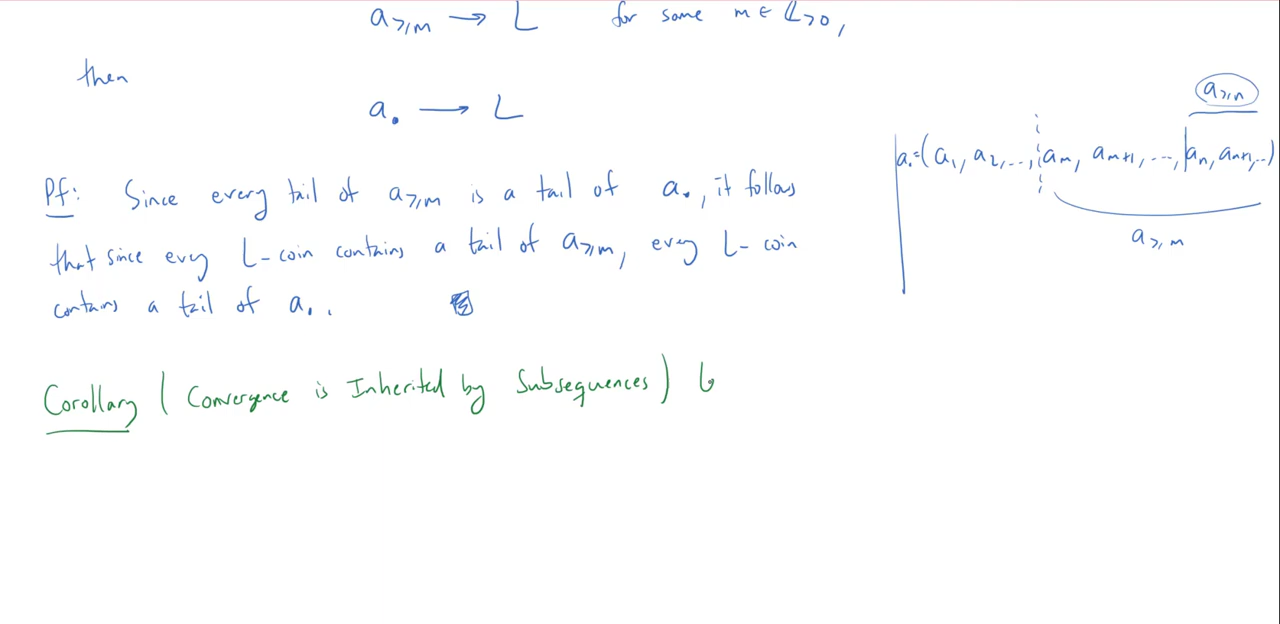 a≥m → L for some m ∈ ℤ>0,
then
a• → L
a≥n
a•=(a1, a2,..., am, am+1, ..., an, an+1,..)
a≥m
Pf: Since every tail of a≥m is a tail of a•, it follows
that since evry L-coin contains a tail of a≥m, every L-coin
contains a tail of a•.
Corollary (Convergence is Inherited by Subsequences)